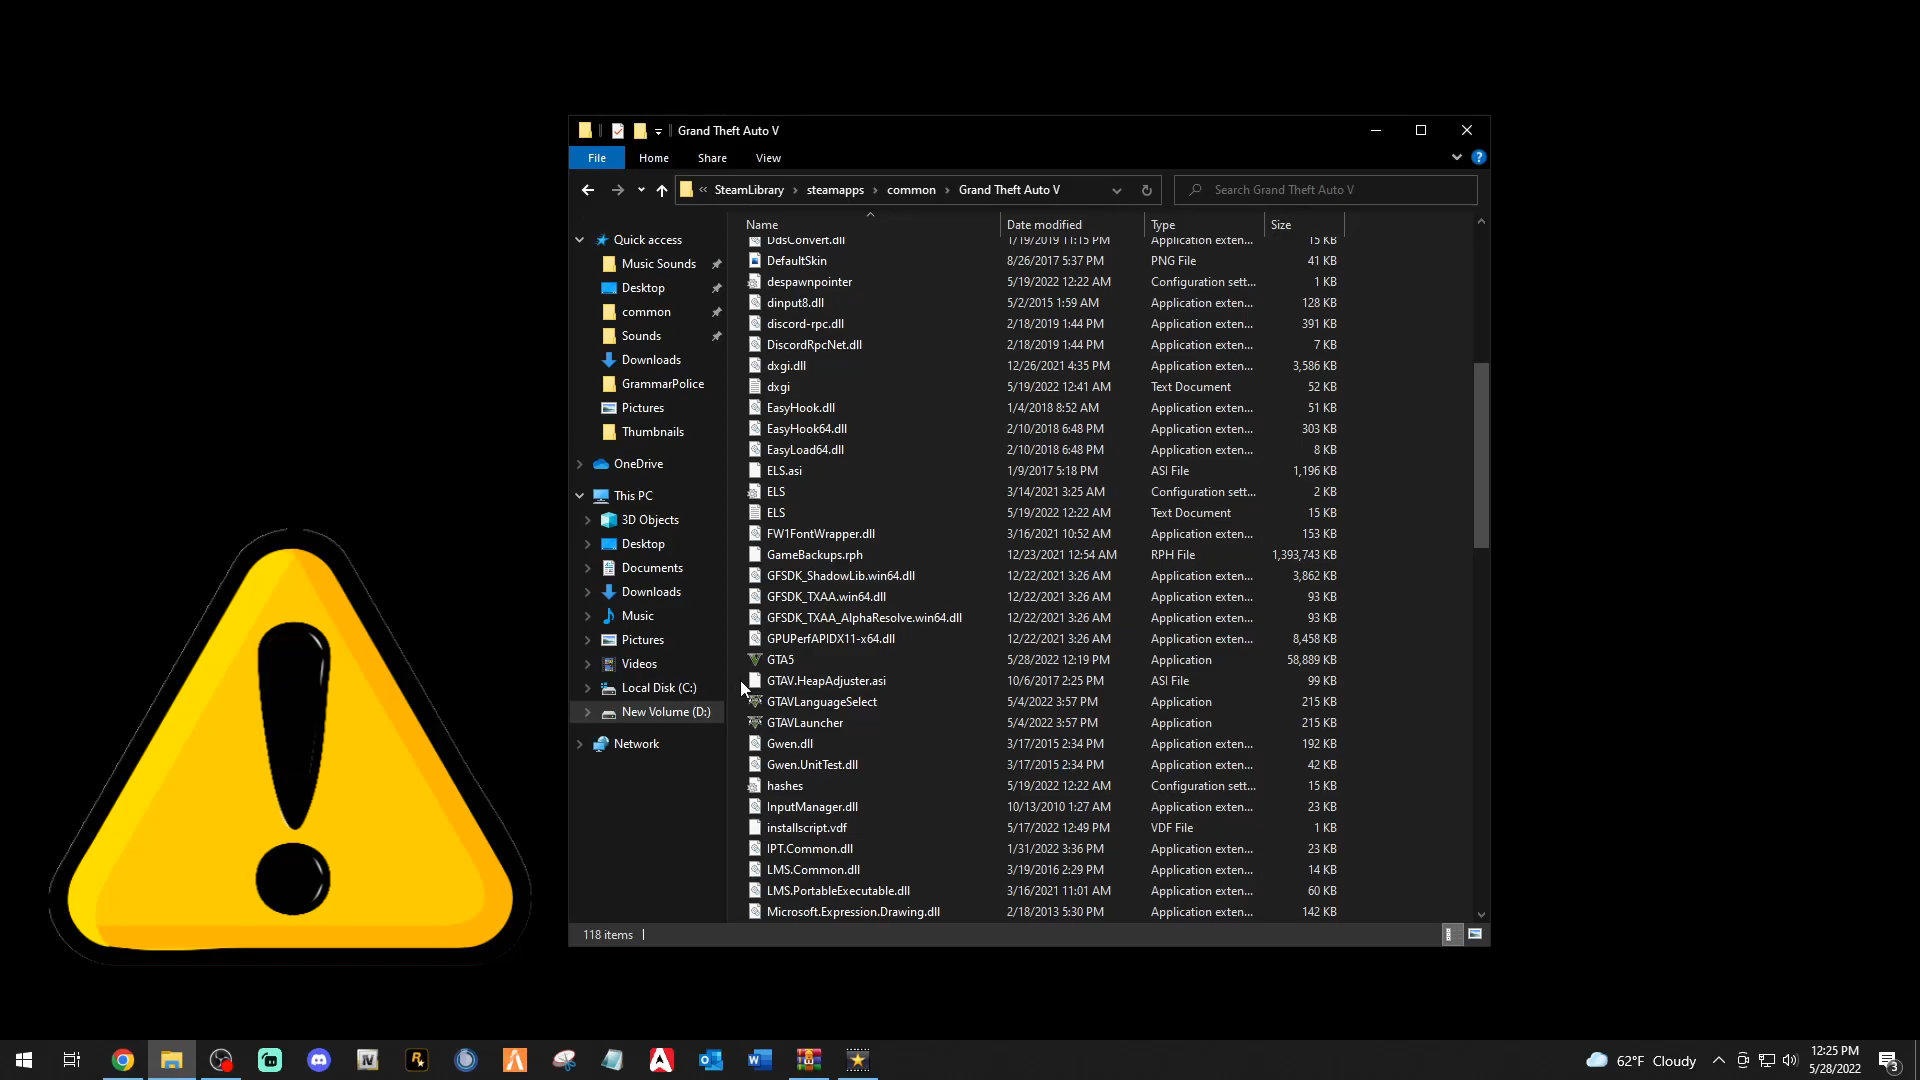 Grand Theft Auto V
File Home Share View
« SteamLibrary › steamapps › common › Grand Theft Auto V
Search Grand Theft Auto V
Quick access
Music Sounds
Desktop
common
Sounds
Downloads
GrammarPolice
Pictures
Thumbnails
OneDrive
This PC
3D Objects
Desktop
Documents
Downloads
Music
Pictures
Videos
Local Disk (C:)
New Volume (D:)
Network
Name Date modified Type Size
DdsConvert.dll 1/19/2019 11:15 PM Application exten... 15 KB
DefaultSkin 8/26/2017 5:37 PM PNG File 41 KB
despawnpointer 5/19/2022 12:22 AM Configuration sett... 1 KB
dinput8.dll 5/2/2015 1:59 AM Application exten... 128 KB
discord-rpc.dll 2/18/2019 1:44 PM Application exten... 391 KB
DiscordRpcNet.dll 2/18/2019 1:44 PM Application exten... 7 KB
dxgi.dll 12/26/2021 4:35 PM Application exten... 3,586 KB
dxgi 5/19/2022 12:41 AM Text Document 52 KB
EasyHook.dll 1/4/2018 8:52 AM Application exten... 51 KB
EasyHook64.dll 2/10/2018 6:48 PM Application exten... 303 KB
EasyLoad64.dll 2/10/2018 6:48 PM Application exten... 8 KB
ELS.asi 1/9/2017 5:18 PM ASI File 1,196 KB
ELS 3/14/2021 3:25 AM Configuration sett... 2 KB
ELS 5/19/2022 12:22 AM Text Document 15 KB
FW1FontWrapper.dll 3/16/2021 10:52 AM Application exten... 153 KB
GameBackups.rph 12/23/2021 12:54 AM RPH File 1,393,743 KB
GFSDK_ShadowLib.win64.dll 12/22/2021 3:26 AM Application exten... 3,862 KB
GFSDK_TXAA.win64.dll 12/22/2021 3:26 AM Application exten... 93 KB
GFSDK_TXAA_AlphaResolve.win64.dll 12/22/2021 3:26 AM Application exten... 93 KB
GPUPerfAPIDX11-x64.dll 12/22/2021 3:26 AM Application exten... 8,458 KB
GTA5 5/28/2022 12:19 PM Application 58,889 KB
GTAV.HeapAdjuster.asi 10/6/2017 2:25 PM ASI File 99 KB
GTAVLanguageSelect 5/4/2022 3:57 PM Application 215 KB
GTAVLauncher 5/4/2022 3:57 PM Application 215 KB
Gwen.dll 3/17/2015 2:34 PM Application exten... 192 KB
Gwen.UnitTest.dll 3/17/2015 2:34 PM Application exten... 42 KB
hashes 5/19/2022 12:22 AM Configuration sett... 15 KB
InputManager.dll 10/13/2010 1:27 AM Application exten... 23 KB
installscript.vdf 5/17/2022 12:49 PM VDF File 1 KB
IPT.Common.dll 1/31/2022 3:36 PM Application exten... 23 KB
LMS.Common.dll 3/19/2016 2:29 PM Application exten... 14 KB
LMS.PortableExecutable.dll 3/16/2021 11:01 AM Application exten... 60 KB
Microsoft.Expression.Drawing.dll 2/18/2013 5:30 PM Application exten... 142 KB
118 items
62°F Cloudy
12:25 PM
5/28/2022
3